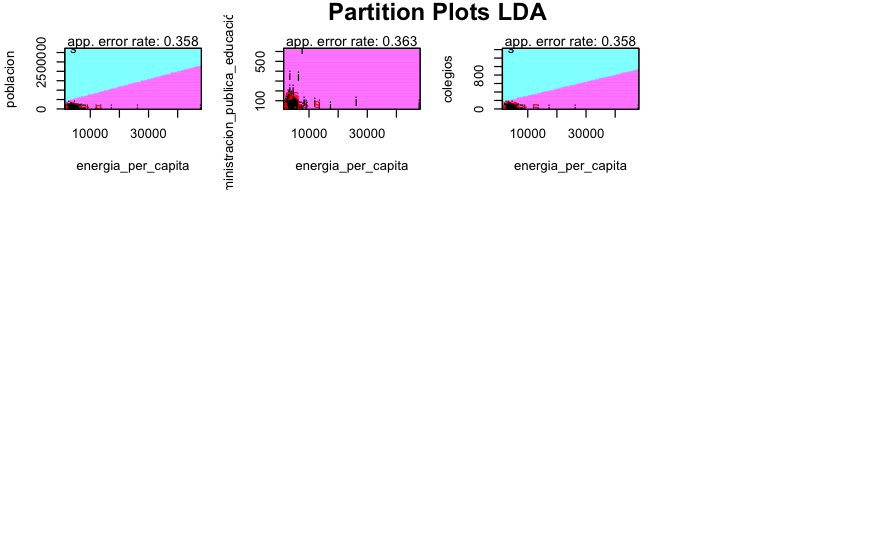 Partition Plots LDA
app. error rate: 0.358
poblacion
0 2500000
10000 30000
energia_per_capita
app. error rate: 0.363
ministracion_publica_educació
100 500
10000 30000
energia_per_capita
app. error rate: 0.358
colegios
0 800
10000 30000
energia_per_capita